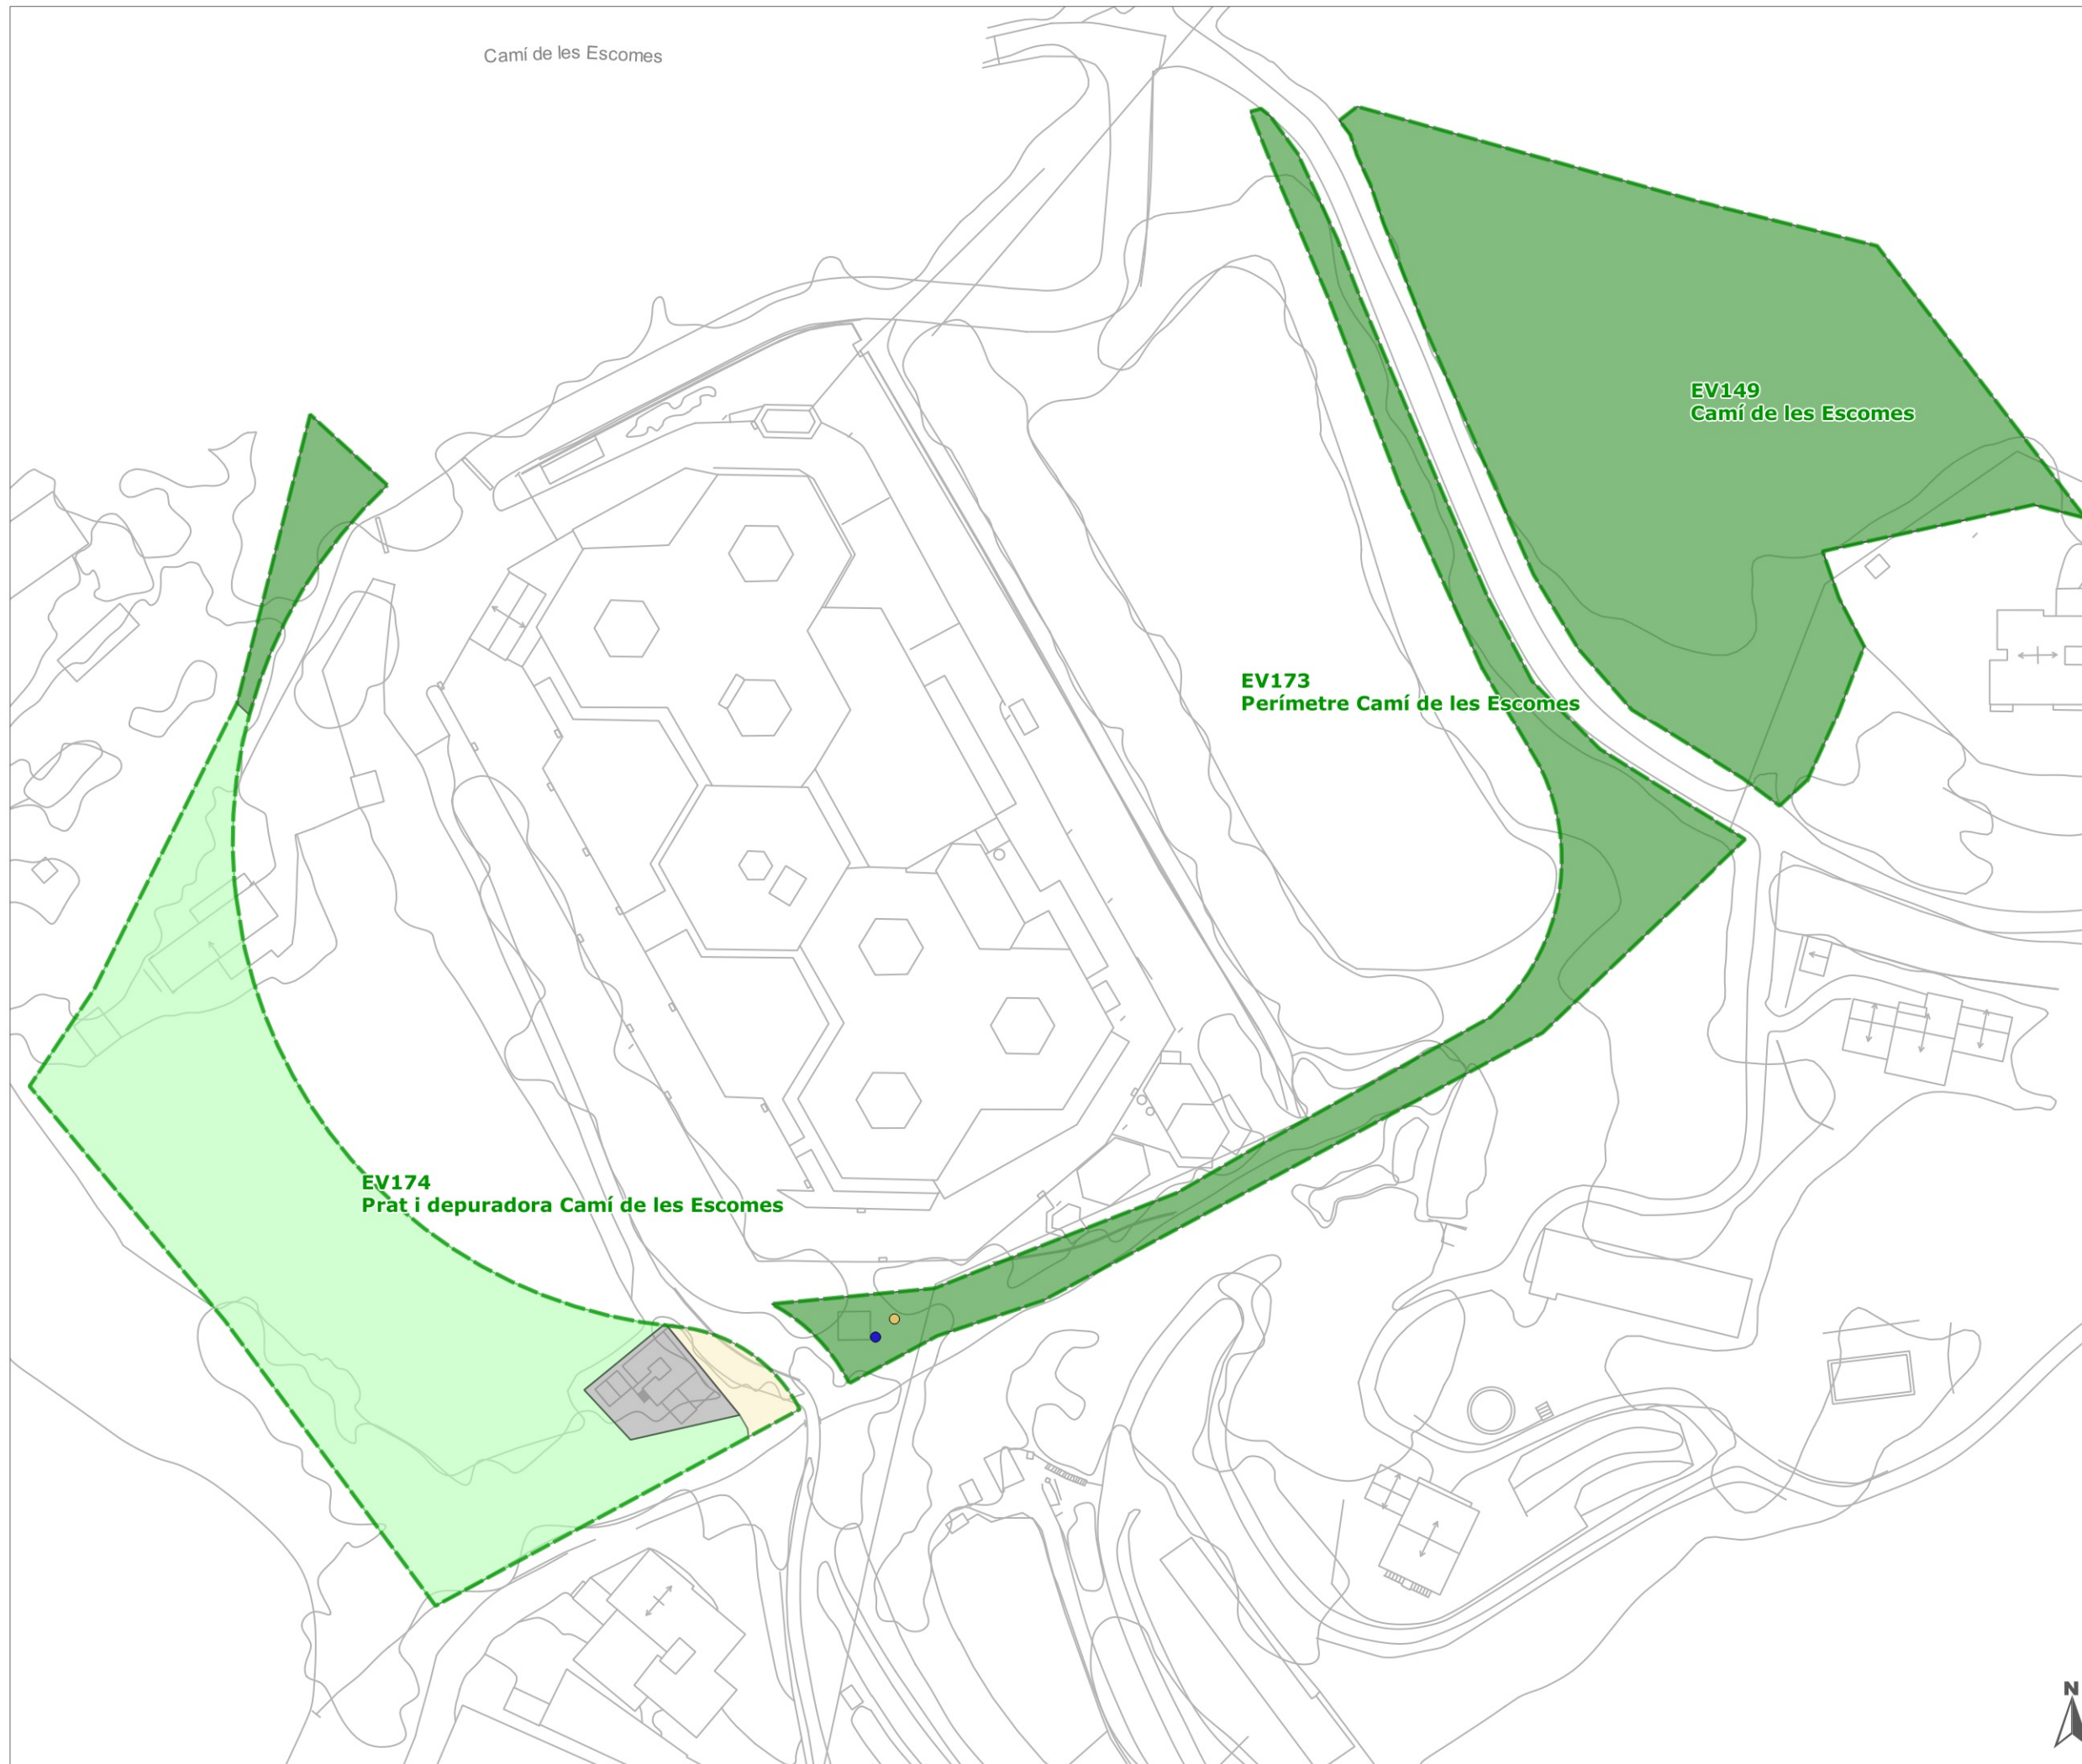 Camí de les Escomes
EV149
Camí de les Escomes
EV173
Perímetre Camí de les Escomes
EV174
Prat i depuradora Camí de les Escomes
N